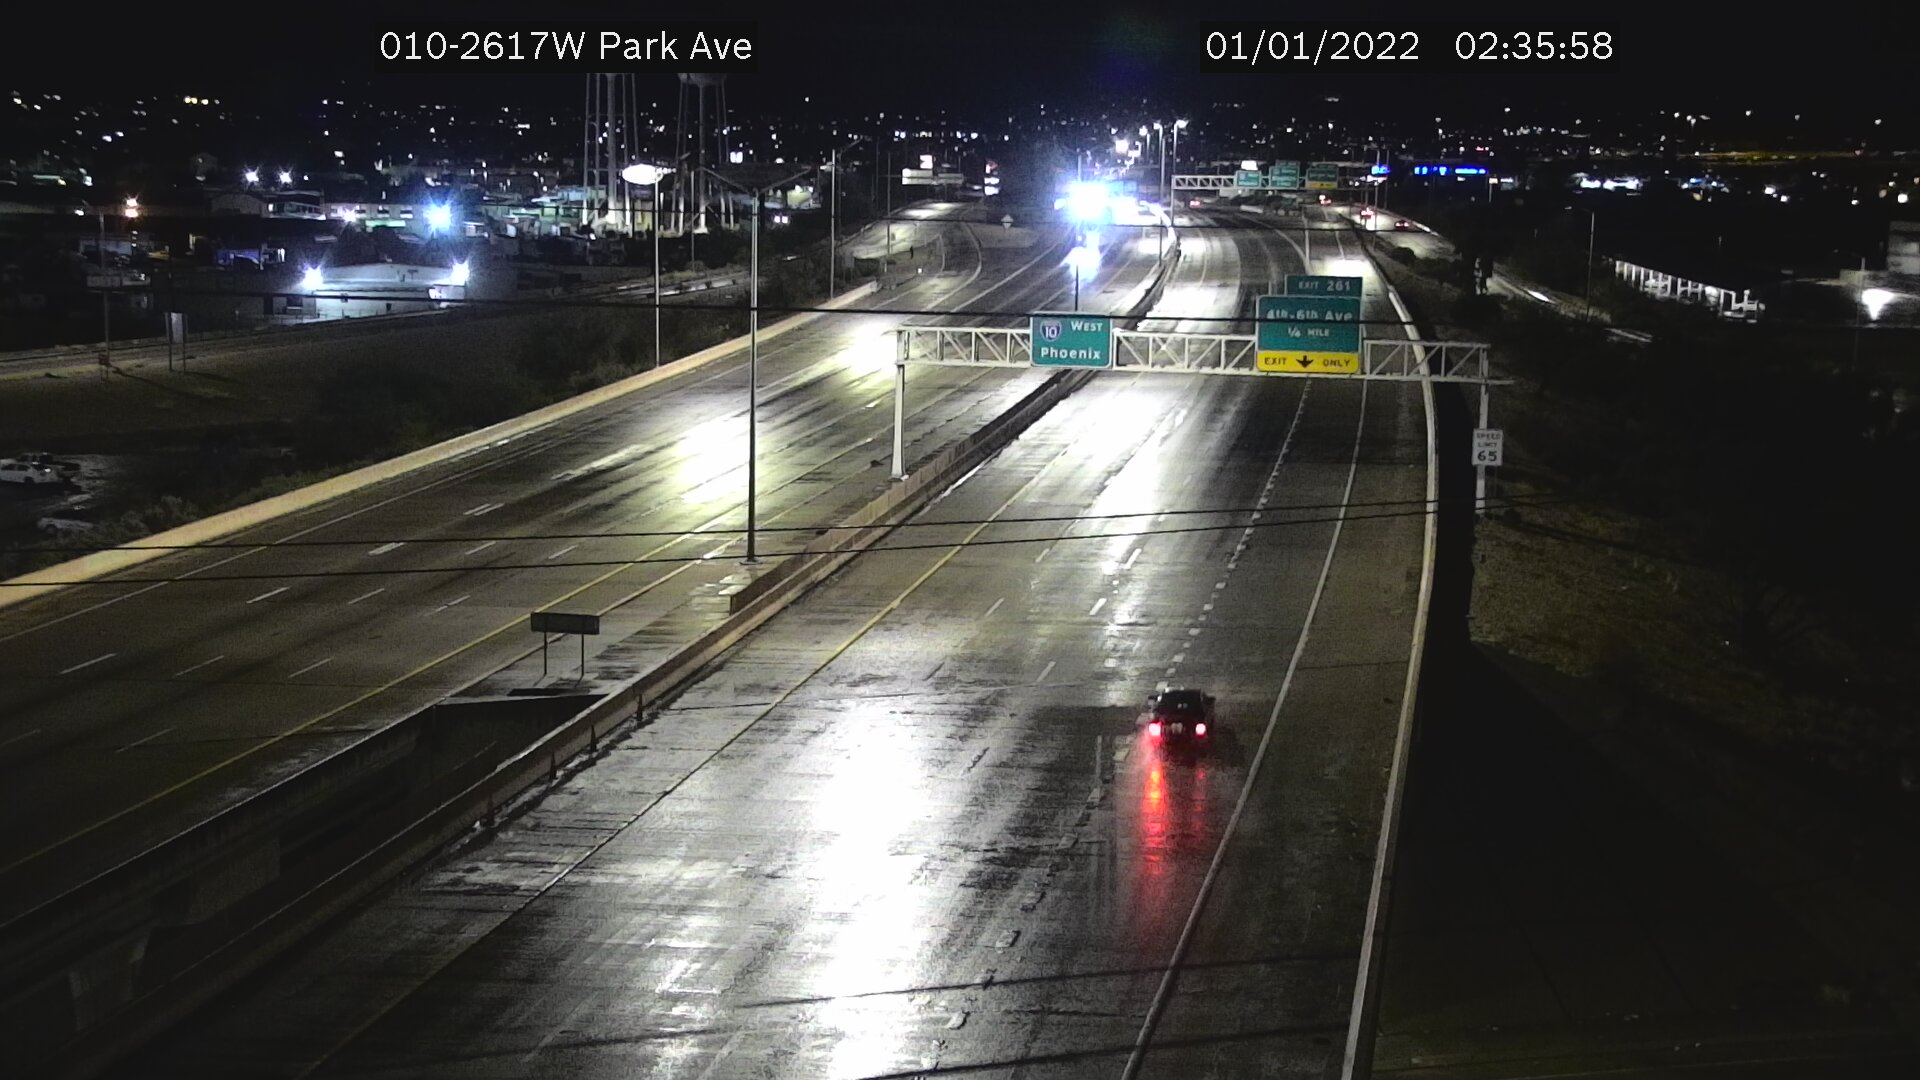 010-2617W Park Ave
01/01/2022 02:35:58
EXIT 261
4th-6th Ave
1/4 MILE
EXIT ONLY
10 WEST
Phoenix
SPEED
LIMIT
65